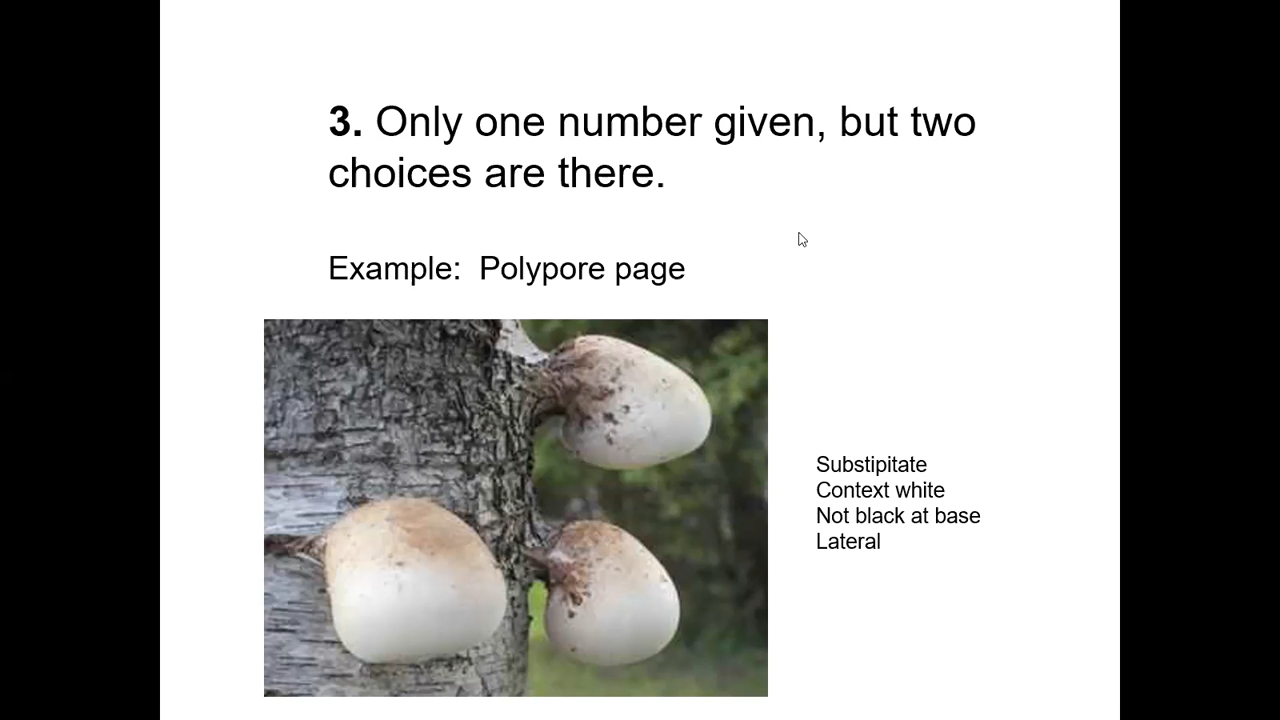 3. Only one number given, but two
choices are there.
Example: Polypore page
Substipitate
Context white
Not black at base
Lateral